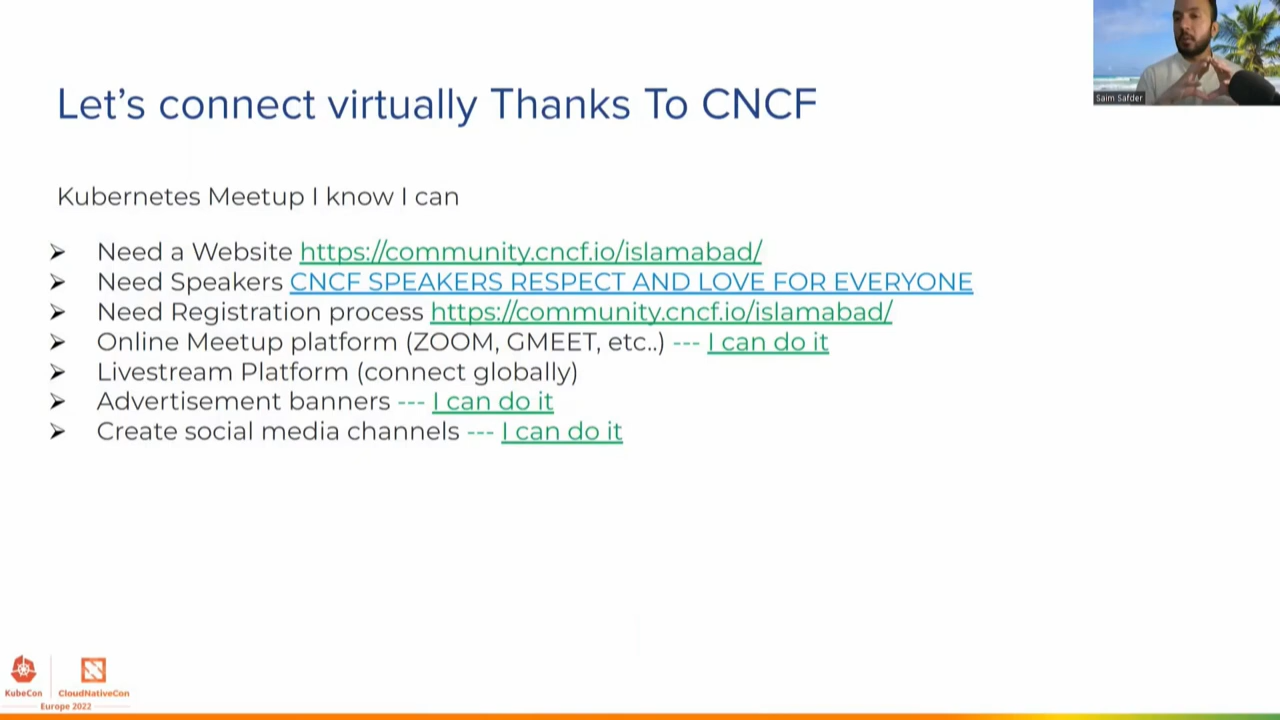 Saim Safder
Let's connect virtually Thanks To CNCF
Kubernetes Meetup I know I can
➢ Need a Website https://community.cncf.io/islamabad/
➢ Need Speakers CNCF SPEAKERS RESPECT AND LOVE FOR EVERYONE
➢ Need Registration process https://community.cncf.io/islamabad/
➢ Online Meetup platform (ZOOM, GMEET, etc..) --- I can do it
➢ Livestream Platform (connect globally)
➢ Advertisement banners --- I can do it
➢ Create social media channels --- I can do it
KubeCon CloudNativeCon
Europe 2022